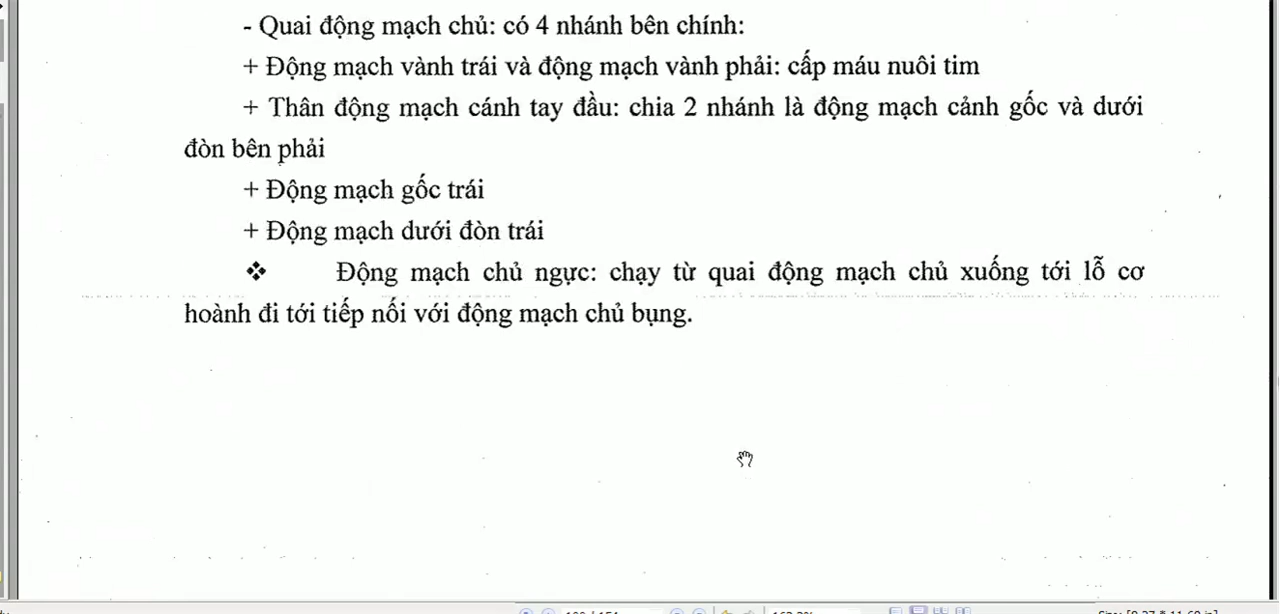 - Quai động mạch chủ: có 4 nhánh bên chính:
+ Động mạch vành trái và động mạch vành phải: cấp máu nuôi tim
+ Thân động mạch cánh tay đầu: chia 2 nhánh là động mạch cảnh gốc và dưới
đòn bên phải
+ Động mạch gốc trái
+ Động mạch dưới đòn trái
❖ Động mạch chủ ngực: chạy từ quai động mạch chủ xuống tới lỗ cơ
hoành đi tới tiếp nối với động mạch chủ bụng.